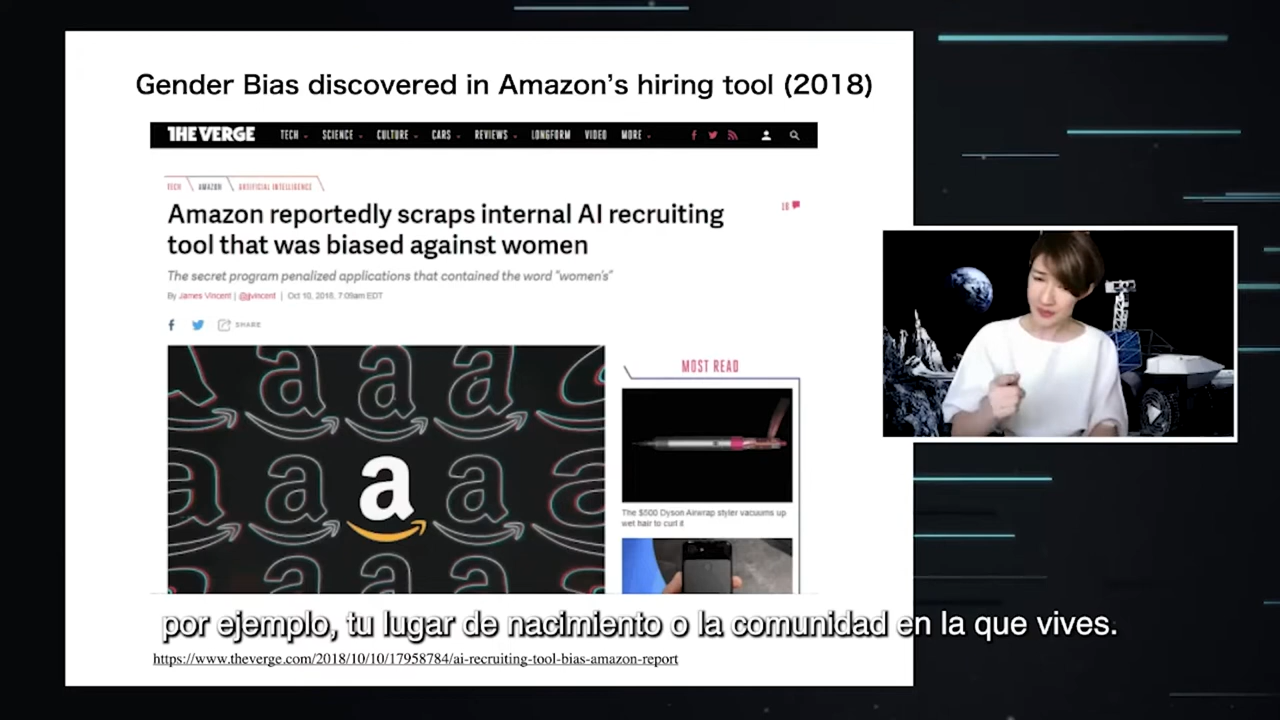 Gender Bias discovered in Amazon's hiring tool (2018)
THE VERGE TECH SCIENCE CULTURE CARS REVIEWS LONGFORM VIDEO MORE
TECH AMAZON ARTIFICIAL INTELLIGENCE
Amazon reportedly scraps internal AI recruiting
tool that was biased against women
The secret program penalized applications that contained the word “women’s”
By James Vincent | @jjvincent | Oct 10, 2018, 7:09am EDT
SHARE
MOST READ
The $500 Dyson Airwrap styler vacuums up
wet hair to curl it
por ejemplo, tu lugar de nacimiento o la comunidad en la que vives.
https://www.theverge.com/2018/10/10/17958784/ai-recruiting-tool-bias-amazon-report